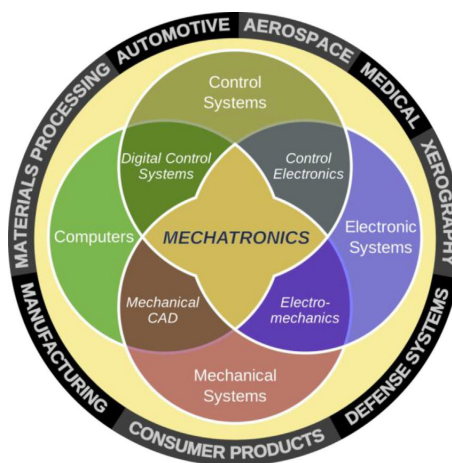 AUTOMOTIVE
AEROSPACE
MEDICAL
XEROGRAPHY
DEFENSE SYSTEMS
CONSUMER PRODUCTS
MANUFACTURING
MATERIALS PROCESSING
Control
Systems
Digital Control
Systems
Control
Electronics
Computers
MECHATRONICS
Electronic
Systems
Mechanical
CAD
Electro-
mechanics
Mechanical
Systems